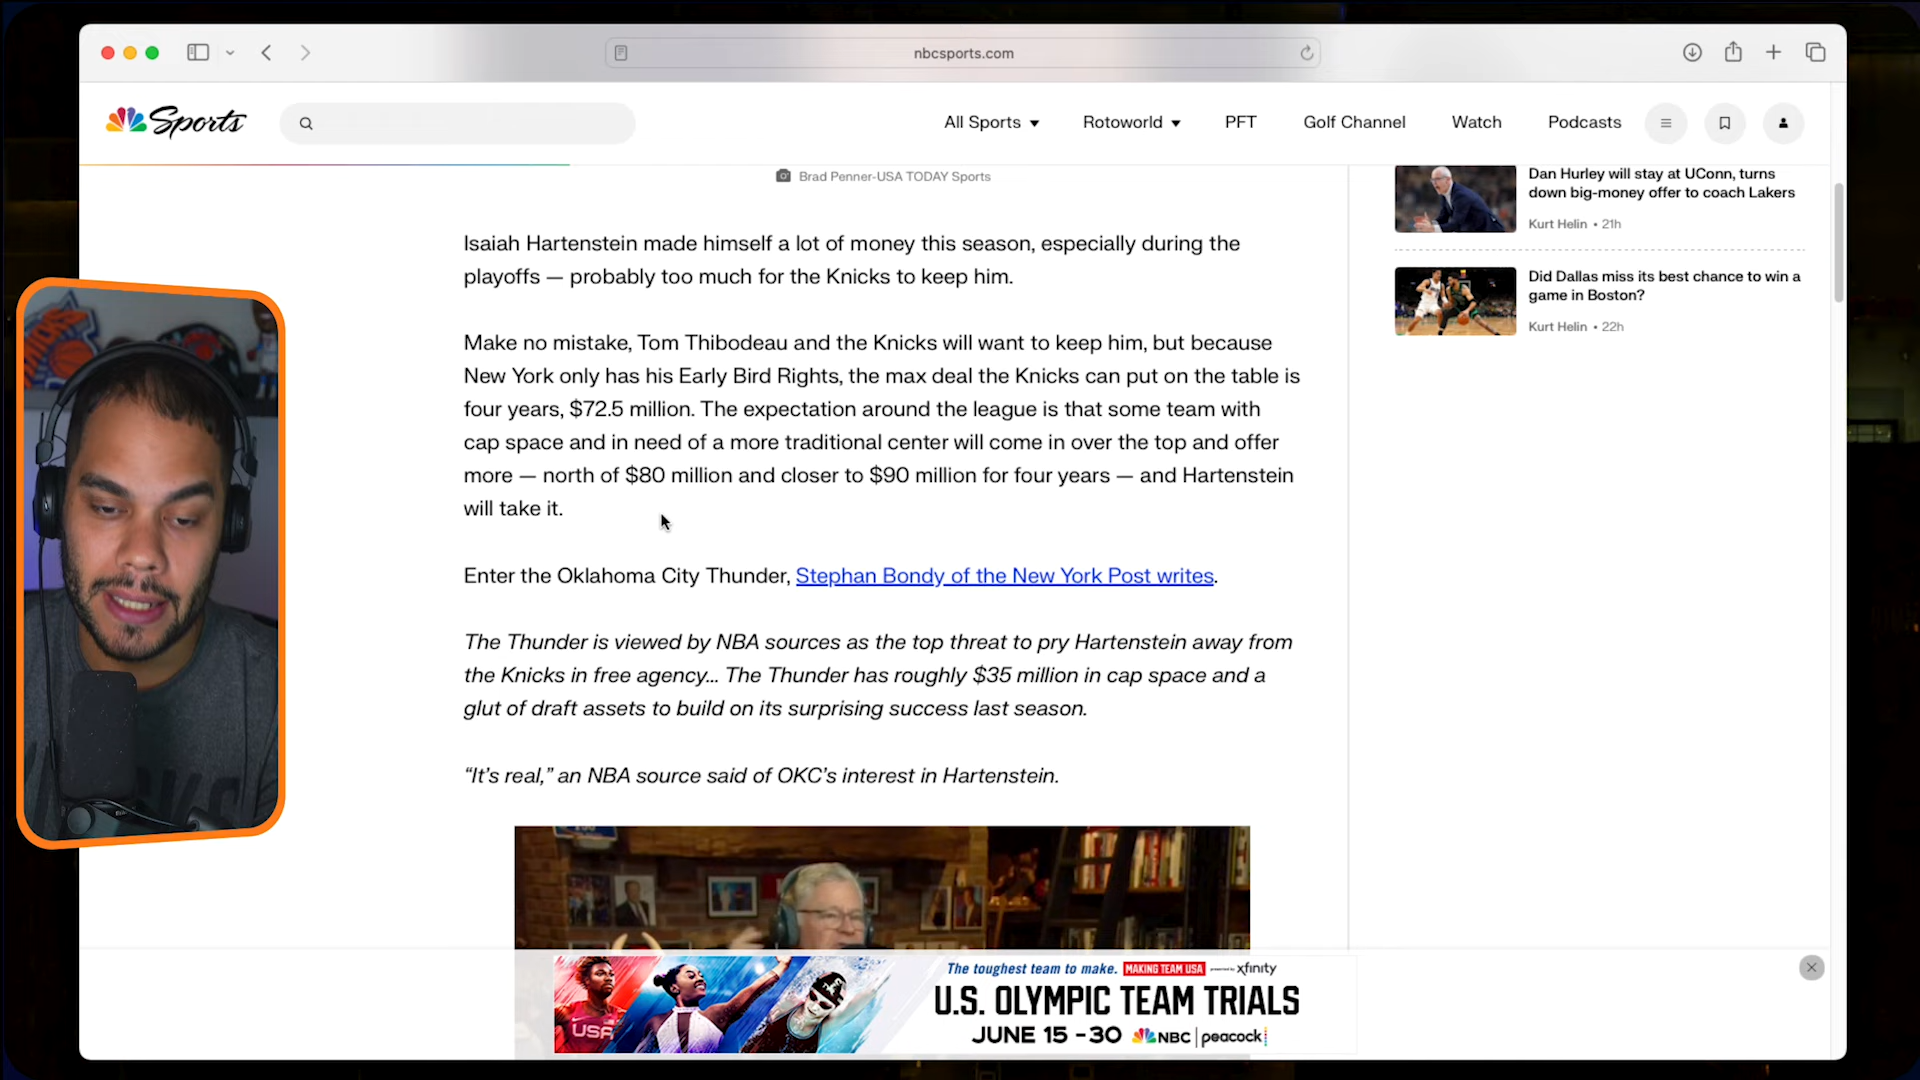 nbcsports.com
Sports
All Sports
Rotoworld
PFT
Golf Channel
Watch
Podcasts
Brad Penner-USA TODAY Sports
Isaiah Hartenstein made himself a lot of money this season, especially during the
playoffs — probably too much for the Knicks to keep him.
Make no mistake, Tom Thibodeau and the Knicks will want to keep him, but because
New York only has his Early Bird Rights, the max deal the Knicks can put on the table is
four years, $72.5 million. The expectation around the league is that some team with
cap space and in need of a more traditional center will come in over the top and offer
more — north of $80 million and closer to $90 million for four years — and Hartenstein
will take it.
Enter the Oklahoma City Thunder, Stephan Bondy of the New York Post writes.
The Thunder is viewed by NBA sources as the top threat to pry Hartenstein away from
the Knicks in free agency... The Thunder has roughly $35 million in cap space and a
glut of draft assets to build on its surprising success last season.
“It’s real,” an NBA source said of OKC’s interest in Hartenstein.
Dan Hurley will stay at UConn, turns
down big-money offer to coach Lakers
Kurt Helin • 21h
Did Dallas miss its best chance to win a
game in Boston?
Kurt Helin • 22h
The toughest team to make. MAKING TEAM USA presented by xfinity
U.S. OLYMPIC TEAM TRIALS
JUNE 15-30 NBC | peacock
USA